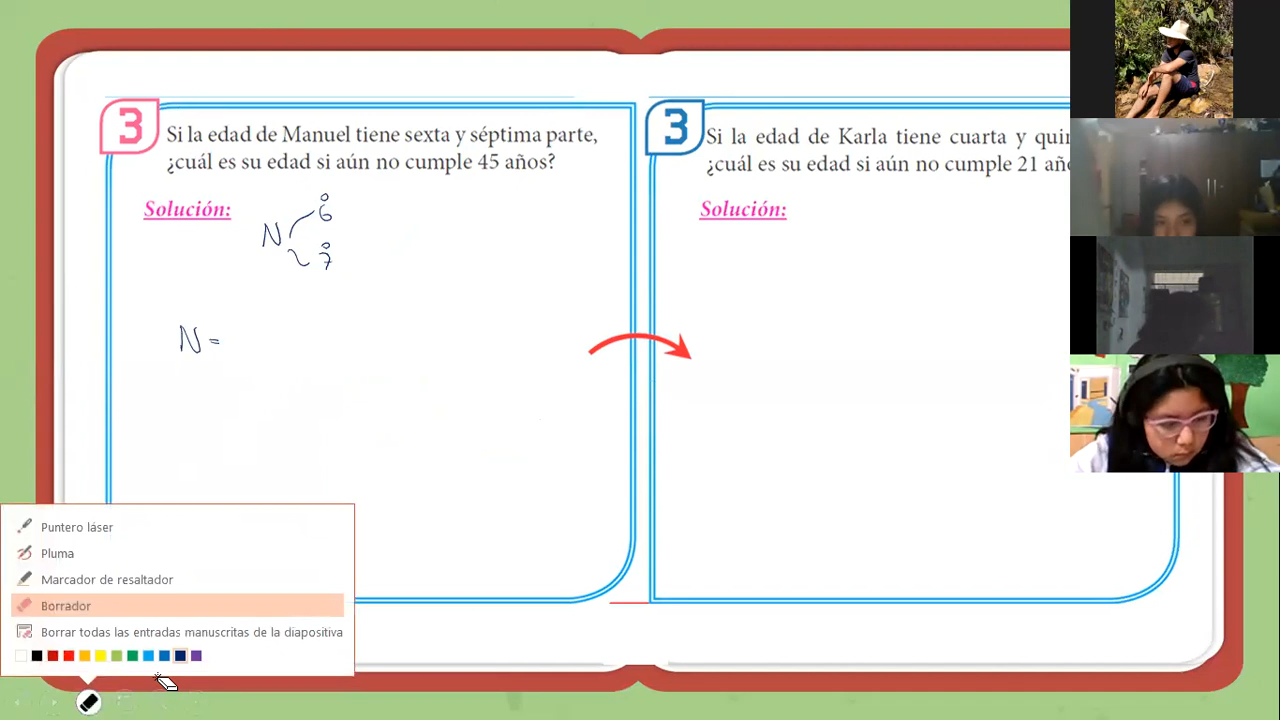 3
Si la edad de Manuel tiene sexta y séptima parte,
¿cuál es su edad si aún no cumple 45 años?
Solución:
N
6̊
7̊
N =
3
Si la edad de Karla tiene cuarta y qui
¿cuál es su edad si aún no cumple 21 añ
Solución:
Puntero láser
Pluma
Marcador de resaltador
Borrador
Borrar todas las entradas manuscritas de la diapositiva